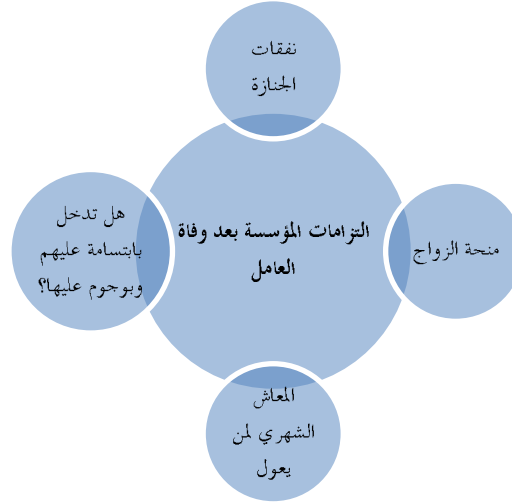 نفقات
الجنازة
التزامات المؤسسة بعد وفاة
العامل
منحة الزواج
المعاش
الشهري لمن
يعول
هل تدخل
بابتسامة عليهم
وبوجوم عليها؟